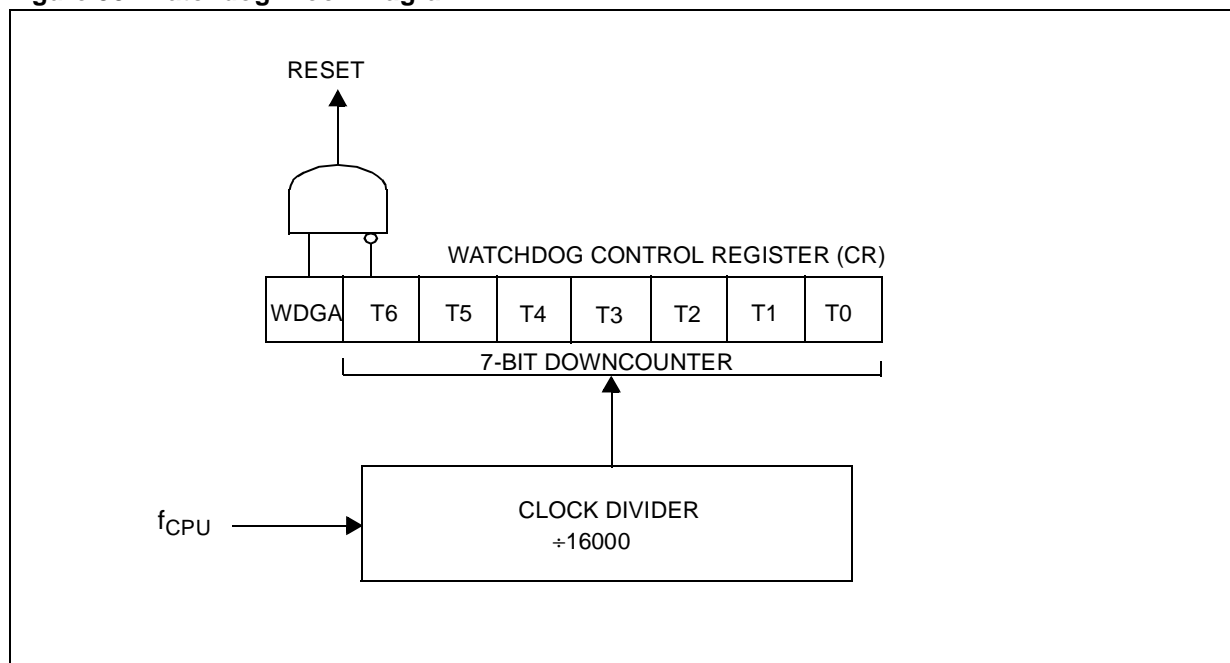 RESET
WATCHDOG CONTROL REGISTER (CR)
WDGA T6 T5 T4 T3 T2 T1 T0
7-BIT DOWNCOUNTER
fCPU
CLOCK DIVIDER
÷16000